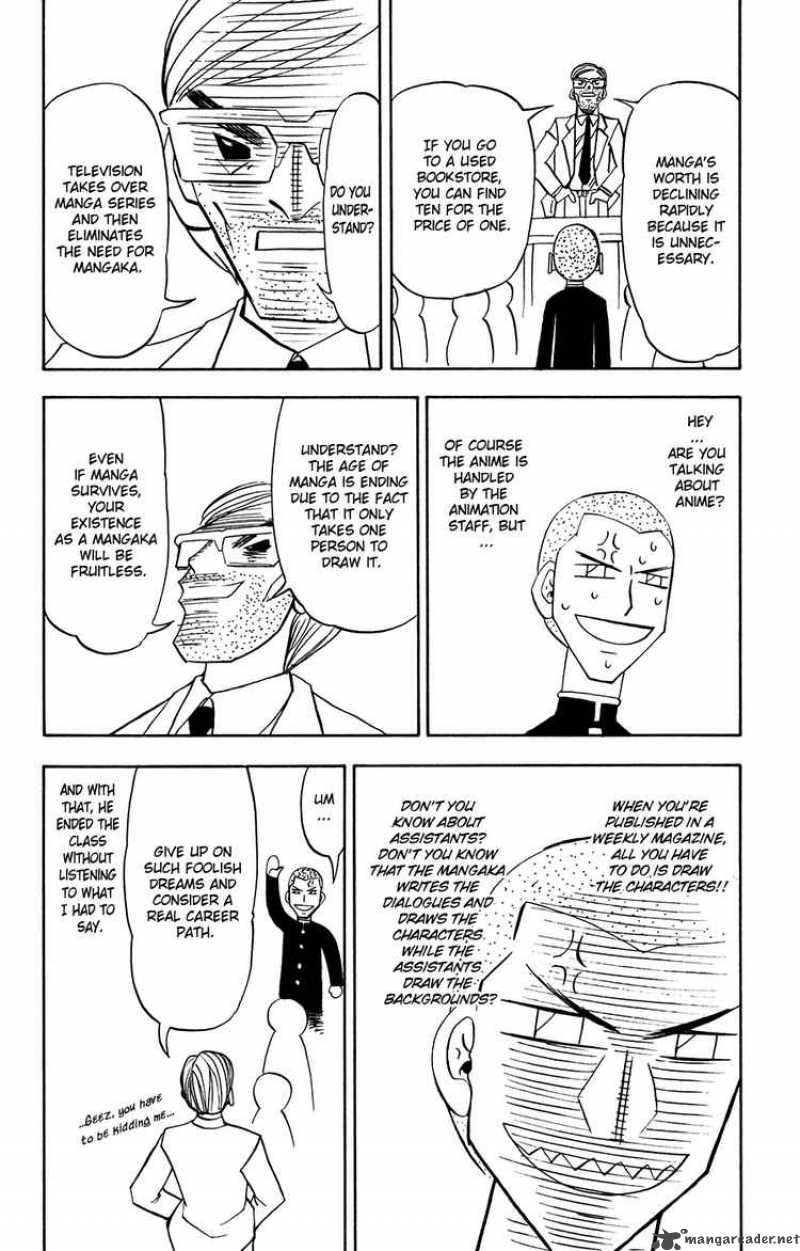 MANGA'S
WORTH IS
DECLINING
RAPIDLY
BECAUSE IT
IS UNNEC-
ESSARY.
IF YOU GO
TO A USED
BOOKSTORE,
YOU CAN FIND
TEN FOR THE
PRICE OF ONE.
DO YOU
UNDER-
STAND?
TELEVISION
TAKES OVER
MANGA SERIES
AND THEN
ELIMINATES
THE NEED FOR
MANGAKA.
HEY
...
ARE YOU
TALKING
ABOUT
ANIME?
OF COURSE
THE ANIME IS
HANDLED
BY THE
ANIMATION
STAFF, BUT
...
UNDERSTAND?
THE AGE OF
MANGA IS ENDING
DUE TO THE FACT
THAT IT ONLY
TAKES ONE
PERSON TO
DRAW IT.
EVEN
IF MANGA
SURVIVES,
YOUR
EXISTENCE
AS A MANGAKA
WILL BE
FRUITLESS.
WHEN YOU'RE
PUBLISHED IN A
WEEKLY MAGAZINE,
ALL YOU HAVE
TO DO IS DRAW
THE CHARACTERS!!
DON'T YOU
KNOW ABOUT
ASSISTANTS?
DON'T YOU KNOW
THAT THE MANGAKA
WRITES THE
DIALOGUES AND
DRAWS THE
CHARACTERS
WHILE THE
ASSISTANTS
DRAW THE
BACKGROUNDS?
UM
...
GIVE UP ON
SUCH FOOLISH
DREAMS AND
CONSIDER A
REAL CAREER
PATH.
AND WITH
THAT, HE
ENDED THE
CLASS
WITHOUT
LISTENING
TO WHAT
I HAD TO
SAY.
...Geez, you have
to be kidding me...
mangareader.net